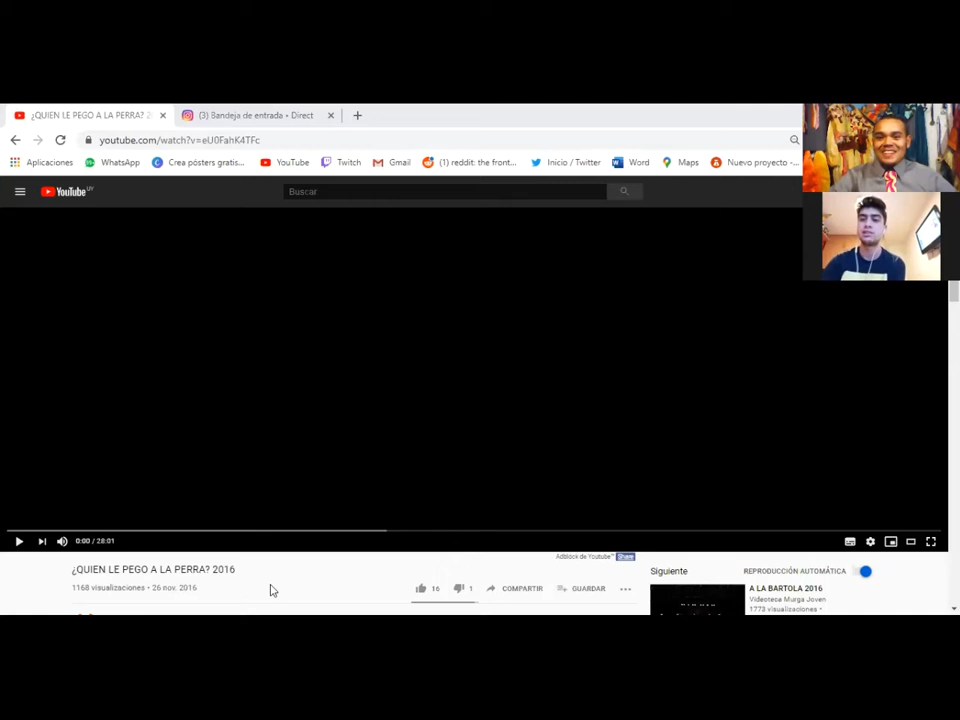 ¿QUIEN LE PEGO A LA PERRA? 2 (3) Bandeja de entrada • Direct
youtube.com/watch?v=eU0FahK4TFc
Aplicaciones WhatsApp Crea pósters gratis... YouTube Twitch Gmail (1) reddit: the front... Inicio / Twitter Word Maps Nuevo proyecto -...
YouTube UY Buscar
0:00 / 28:01
Adblock de Youtube™ Share
¿QUIEN LE PEGO A LA PERRA? 2016
1168 visualizaciones • 26 nov. 2016
16 1 COMPARTIR GUARDAR
Siguiente REPRODUCCIÓN AUTOMÁTICA
A LA BARTOLA 2016
Videoteca Murga Joven
1773 visualizaciones •